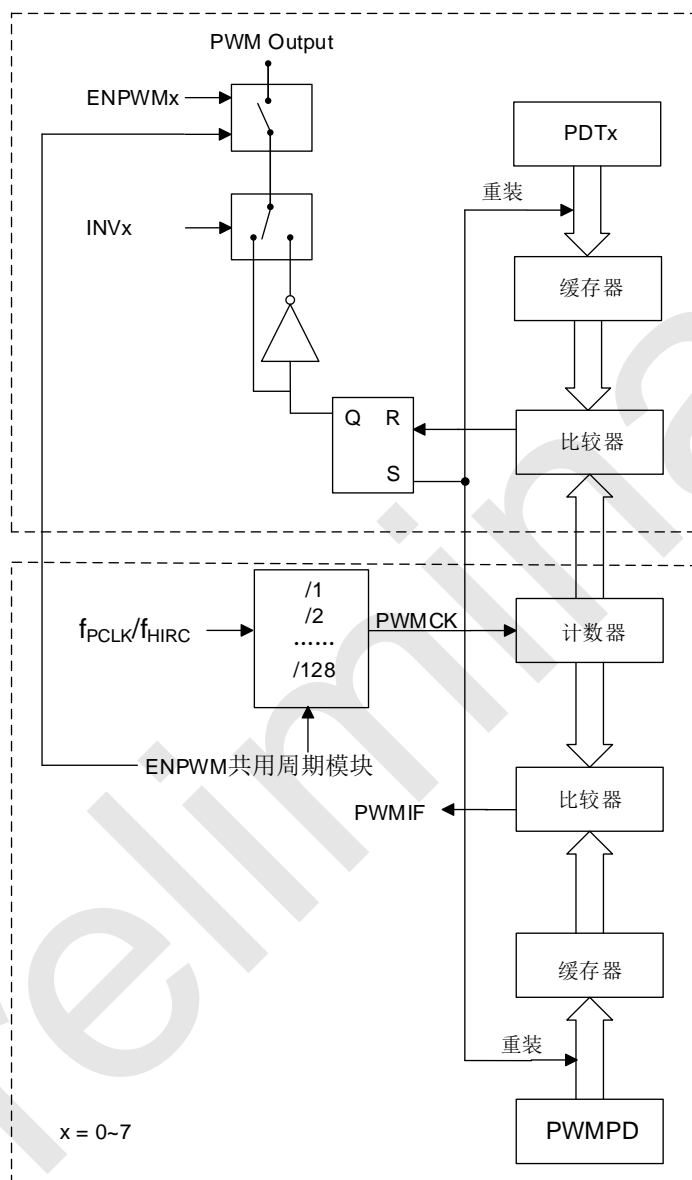 PWM Output
ENPWMx
PDTx
重装
INVx
缓存器
Q R
S
比较器
/1
/2
……
/128
fPCLK/fHIRC
PWMCK
计数器
ENPWM共用周期模块
比较器
PWMIF
缓存器
重装
x = 0~7
PWMPD